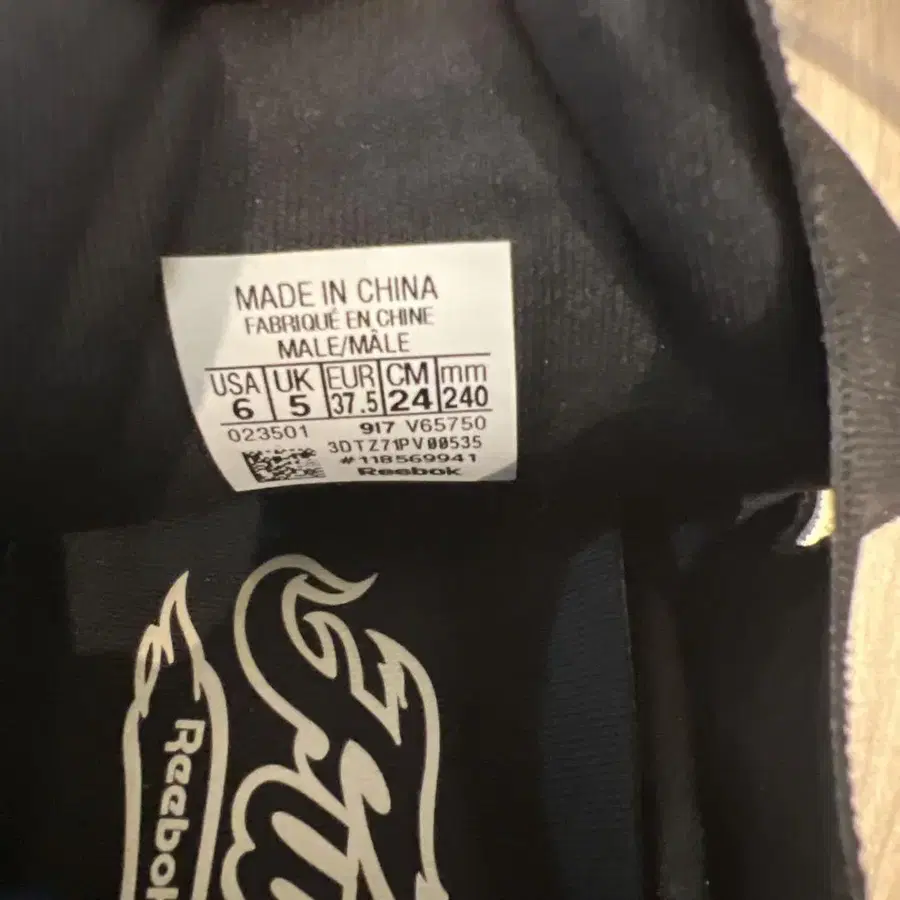 MADE IN CHINA
FABRIQUÉ EN CHINE
MALE/MÂLE
USA UK EUR CM mm
6 5 37.5 24 240
023501 917 V65750
3DTZ71PV00535
#118569941
Reebok
Reebok